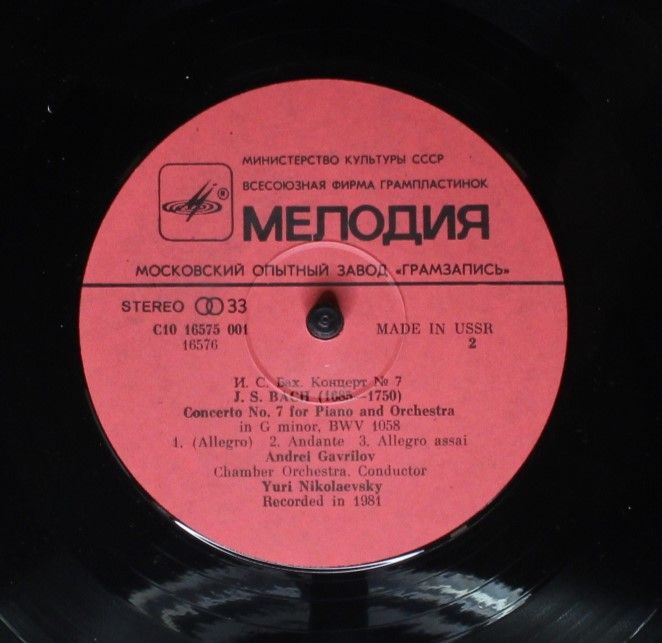 МИНИСТЕРСТВО КУЛЬТУРЫ СССР
ВСЕСОЮЗНАЯ ФИРМА ГРАМПЛАСТИНОК
®
МЕЛОДИЯ
МОСКОВСКИЙ ОПЫТНЫЙ ЗАВОД «ГРАМЗАПИСЬ»
STEREO 33
C10 16575 001 MADE IN USSR
16576 2
И. С. Бах. Концерт № 7
J. S. BACH (1685—1750)
Concerto No. 7 for Piano and Orchestra
in G minor, BWV 1058
1. (Allegro) 2. Andante 3. Allegro assai
Andrei Gavrilov
Chamber Orchestra. Conductor
Yuri Nikolaevsky
Recorded in 1981